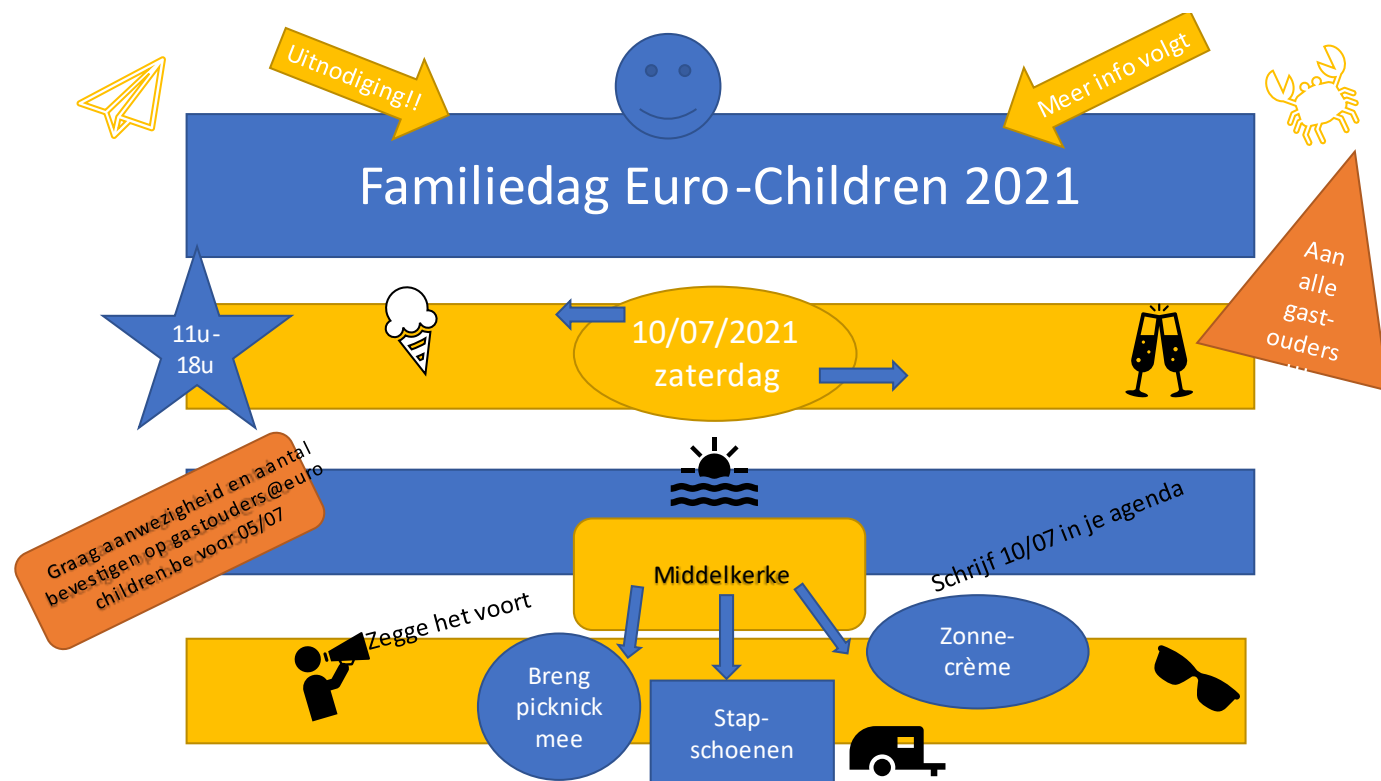 Uitnodiging!!
Meer info volgt
Familiedag Euro-Children 2021
Aan
alle
gast-
ouders
11u-
18u
10/07/2021
zaterdag
Graag aanwezigheid en aantal
bevestigen op gastouders@euro
children.be voor 05/07
Middelkerke
Schrijf 10/07 in je agenda
Zegge het voort
Breng
picknick
mee
Stap-
schoenen
Zonne-
crème